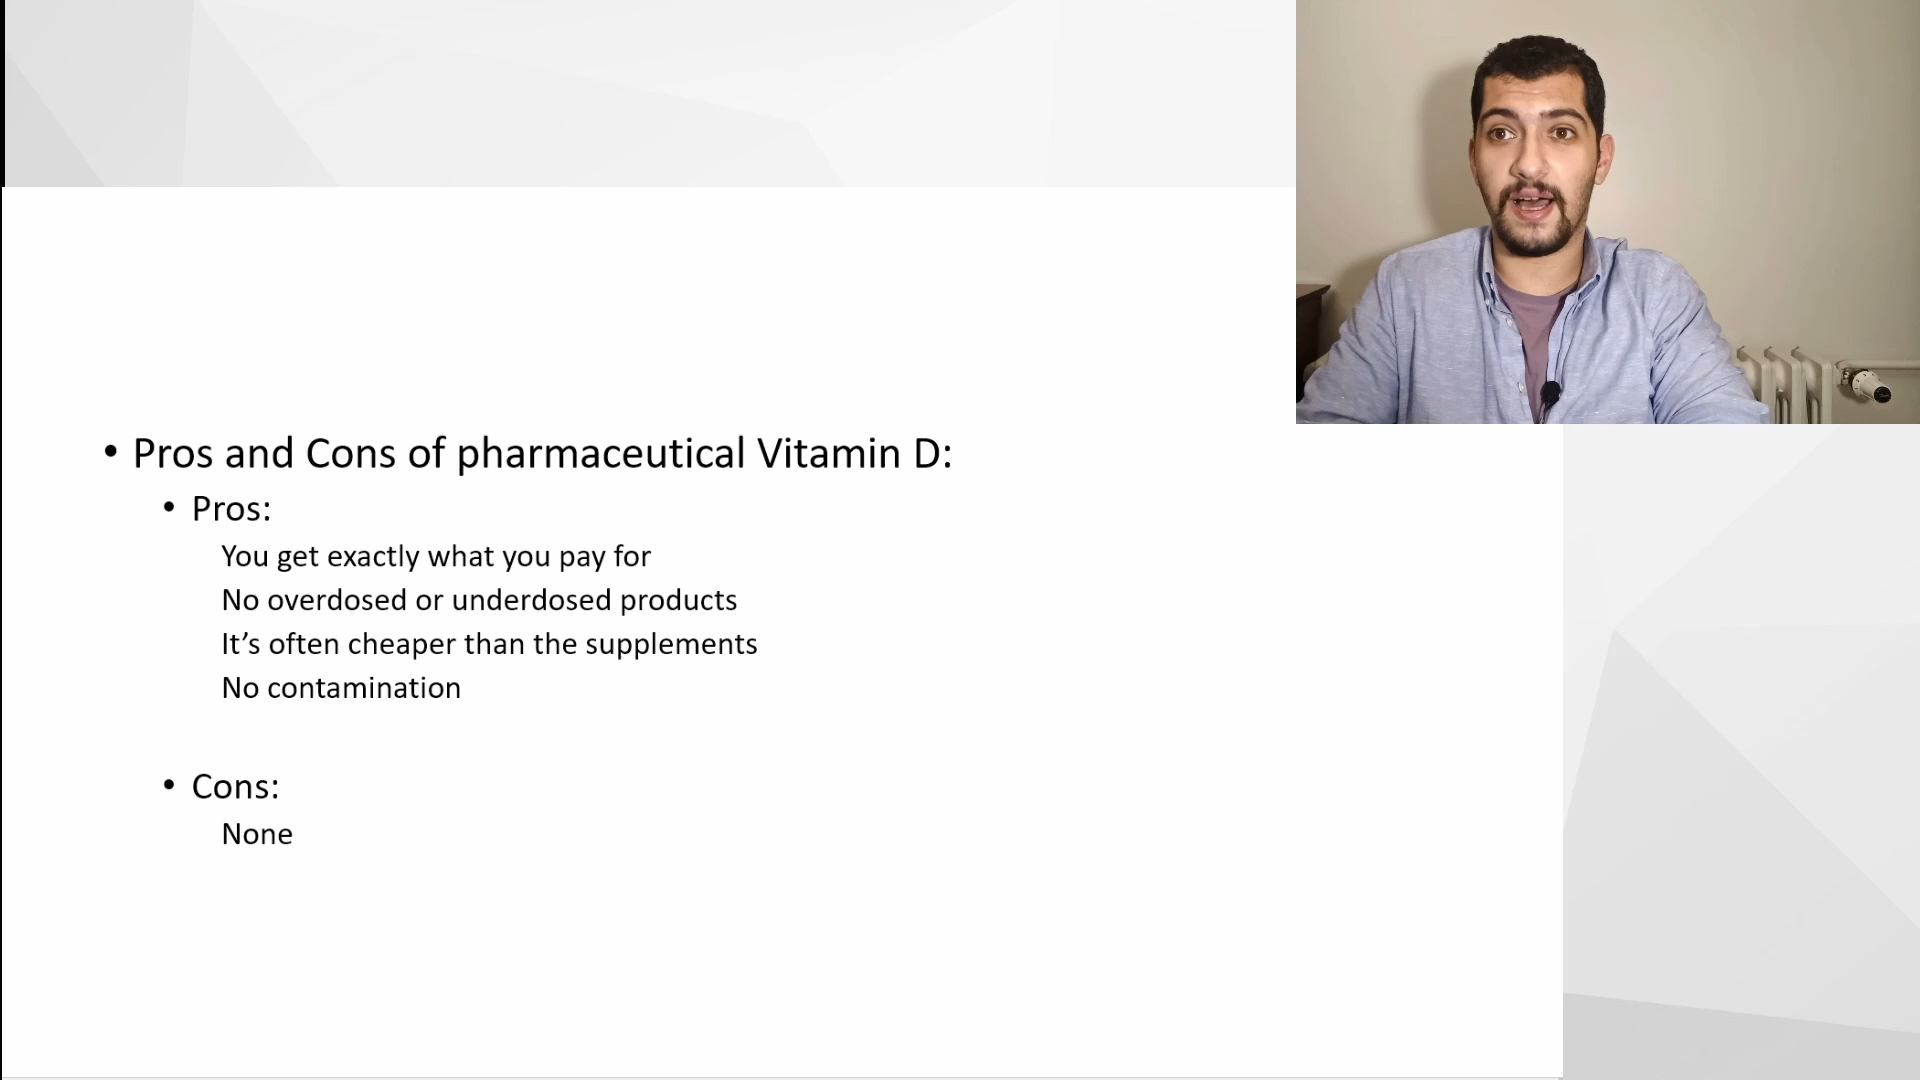 • Pros and Cons of pharmaceutical Vitamin D:
• Pros:
You get exactly what you pay for
No overdosed or underdosed products
It’s often cheaper than the supplements
No contamination
• Cons:
None